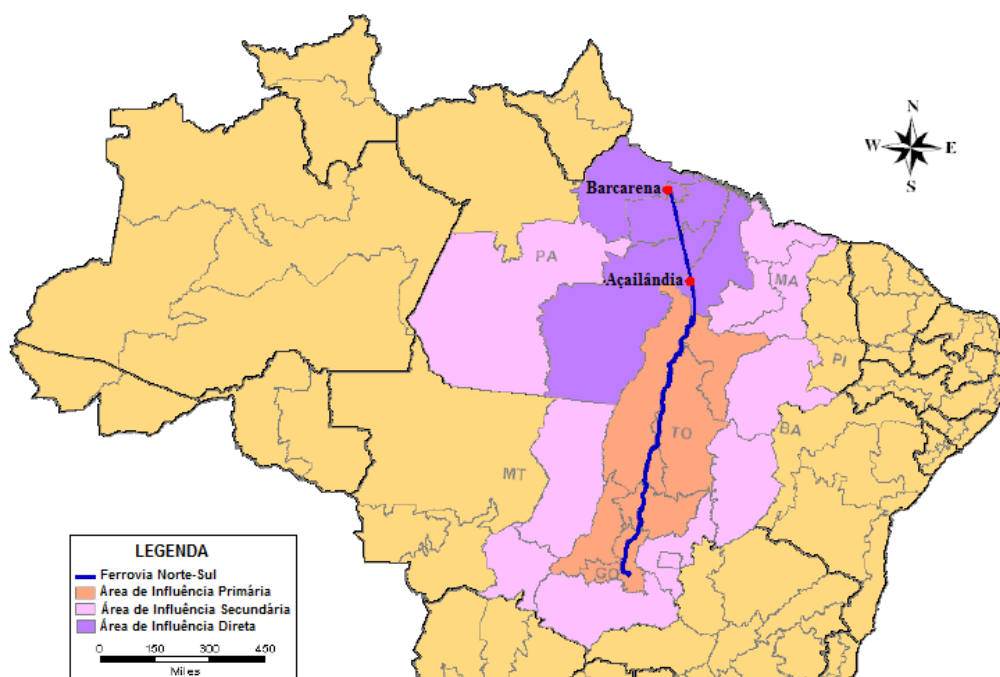 N
W E
S
Barcarena
PA
Açailândia
MA
PI
TO
BA
MT
GO
LEGENDA
Ferrovia Norte-Sul
Área de Influência Primária
Área de Influência Secundária
Área de Influência Direta
0 150 300 450
Miles